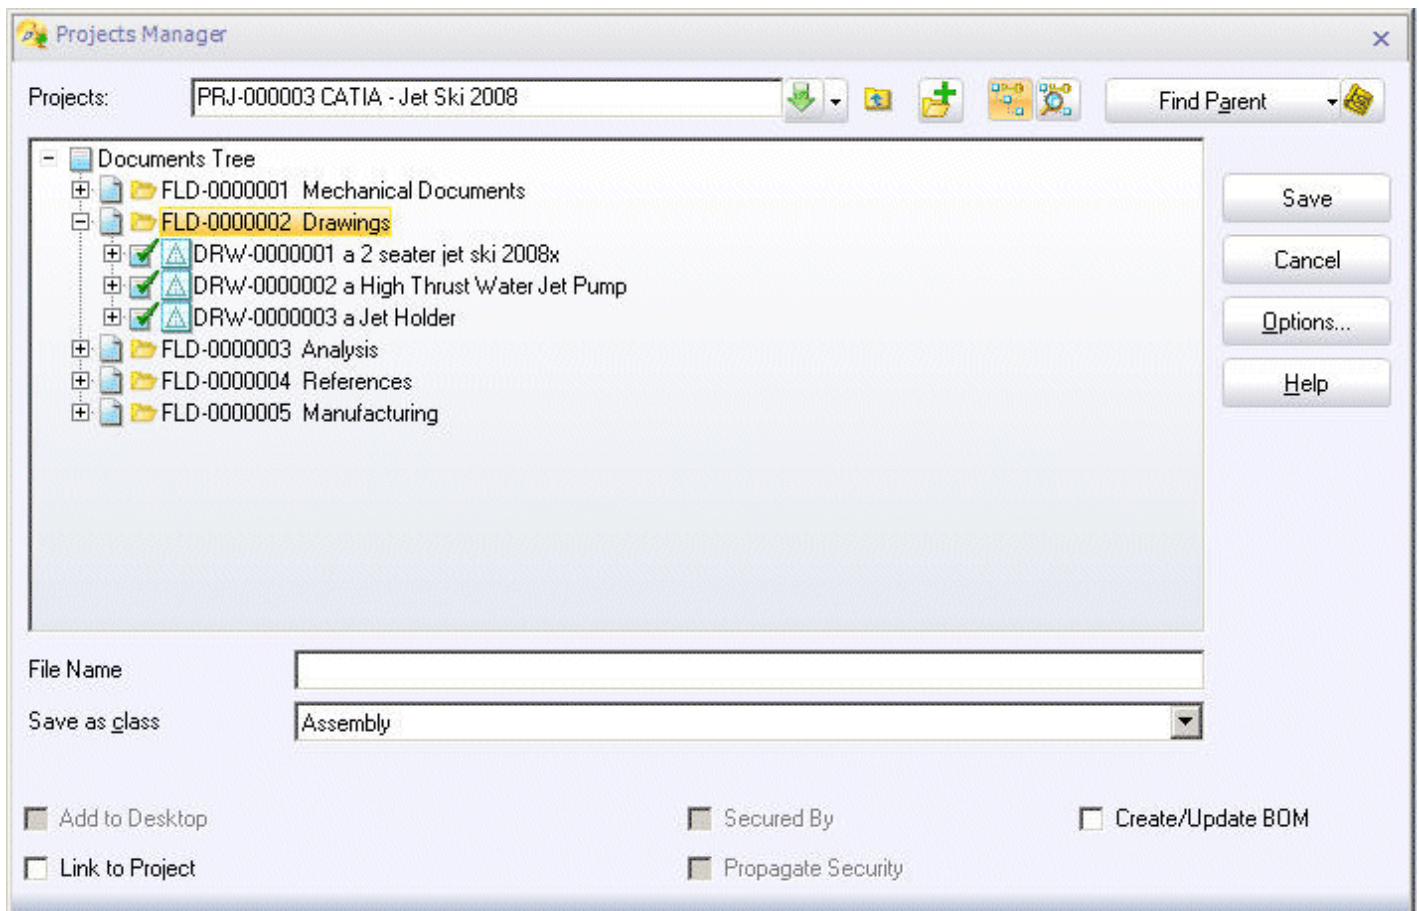 Projects Manager
Projects: PRJ-000003 CATIA - Jet Ski 2008 Find Parent
Documents Tree
FLD-0000001 Mechanical Documents
FLD-0000002 Drawings
DRW-0000001 a 2 seater jet ski 2008x
DRW-0000002 a High Thrust Water Jet Pump
DRW-0000003 a Jet Holder
FLD-0000003 Analysis
FLD-0000004 References
FLD-0000005 Manufacturing
Save
Cancel
Options...
Help
File Name
Save as class Assembly
Add to Desktop Secured By Create/Update BOM
Link to Project Propagate Security